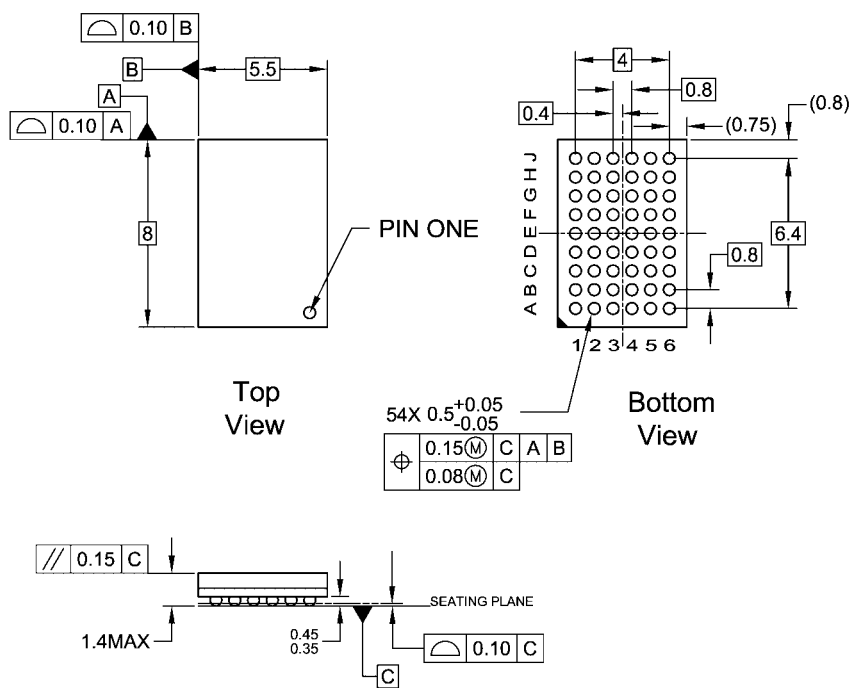 ⌓ 0.10 B
B
5.5
A
⌓ 0.10 A
8
PIN ONE
Top
View
4
0.8
0.4
(0.75)
(0.8)
J
H
G
F
E
D
C
B
A
6.4
0.8
1 2 3 4 5 6
Bottom
View
54X 0.5 +0.05
-0.05
⌖ 0.15Ⓜ C A B
0.08Ⓜ C
// 0.15 C
1.4MAX
0.45
0.35
SEATING PLANE
⌓ 0.10 C
C